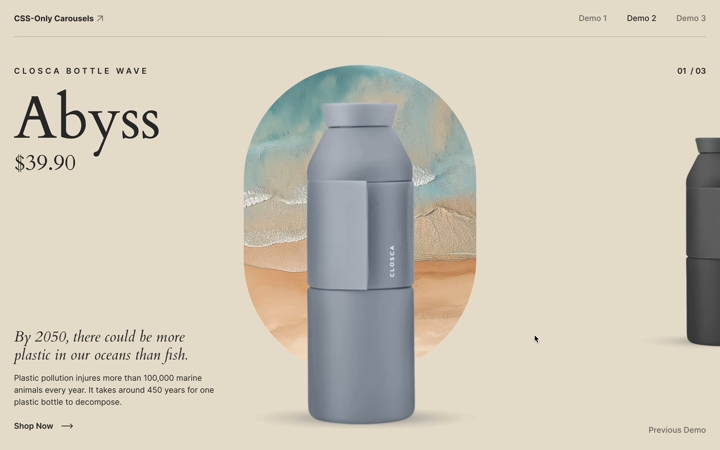 CSS-Only Carousels
Demo 1
Demo 2
Demo 3
CLOSCA BOTTLE WAVE
01 / 03
Abyss
$39.90
CLOSCA
By 2050, there could be more
plastic in our oceans than fish.
Plastic pollution injures more than 100,000 marine
animals every year. It takes around 450 years for one
plastic bottle to decompose.
Shop Now
Previous Demo